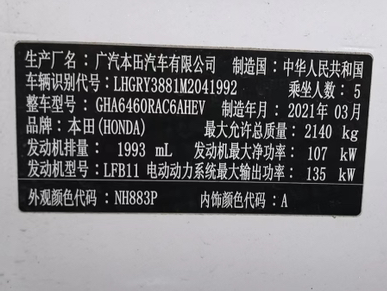 生产厂名：广汽本田汽车有限公司 制造国：中华人民共和国
车辆识别代号：LHGRY3881M2041992 乘坐人数：5
整车型号：GHA6460RAC6AHEV 制造年月：2021年03月
品牌：本田(HONDA) 最大允许总质量：2140 kg
发动机排量：1993 mL 发动机最大净功率：107 kW
发动机型号：LFB11 电动动力系统最大输出功率：135 kW
外观颜色代码：NH883P 内饰颜色代码：A